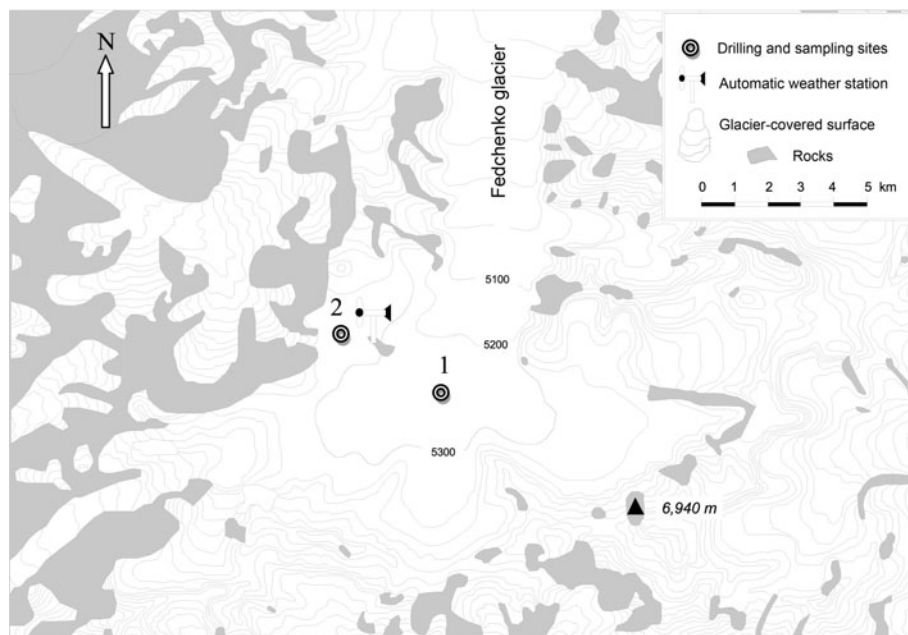 N
Fedchenko glacier
Drilling and sampling sites
Automatic weather station
Glacier-covered surface
Rocks
0 1 2 3 4 5 km
5100
2
5200
1
5300
6,940 m